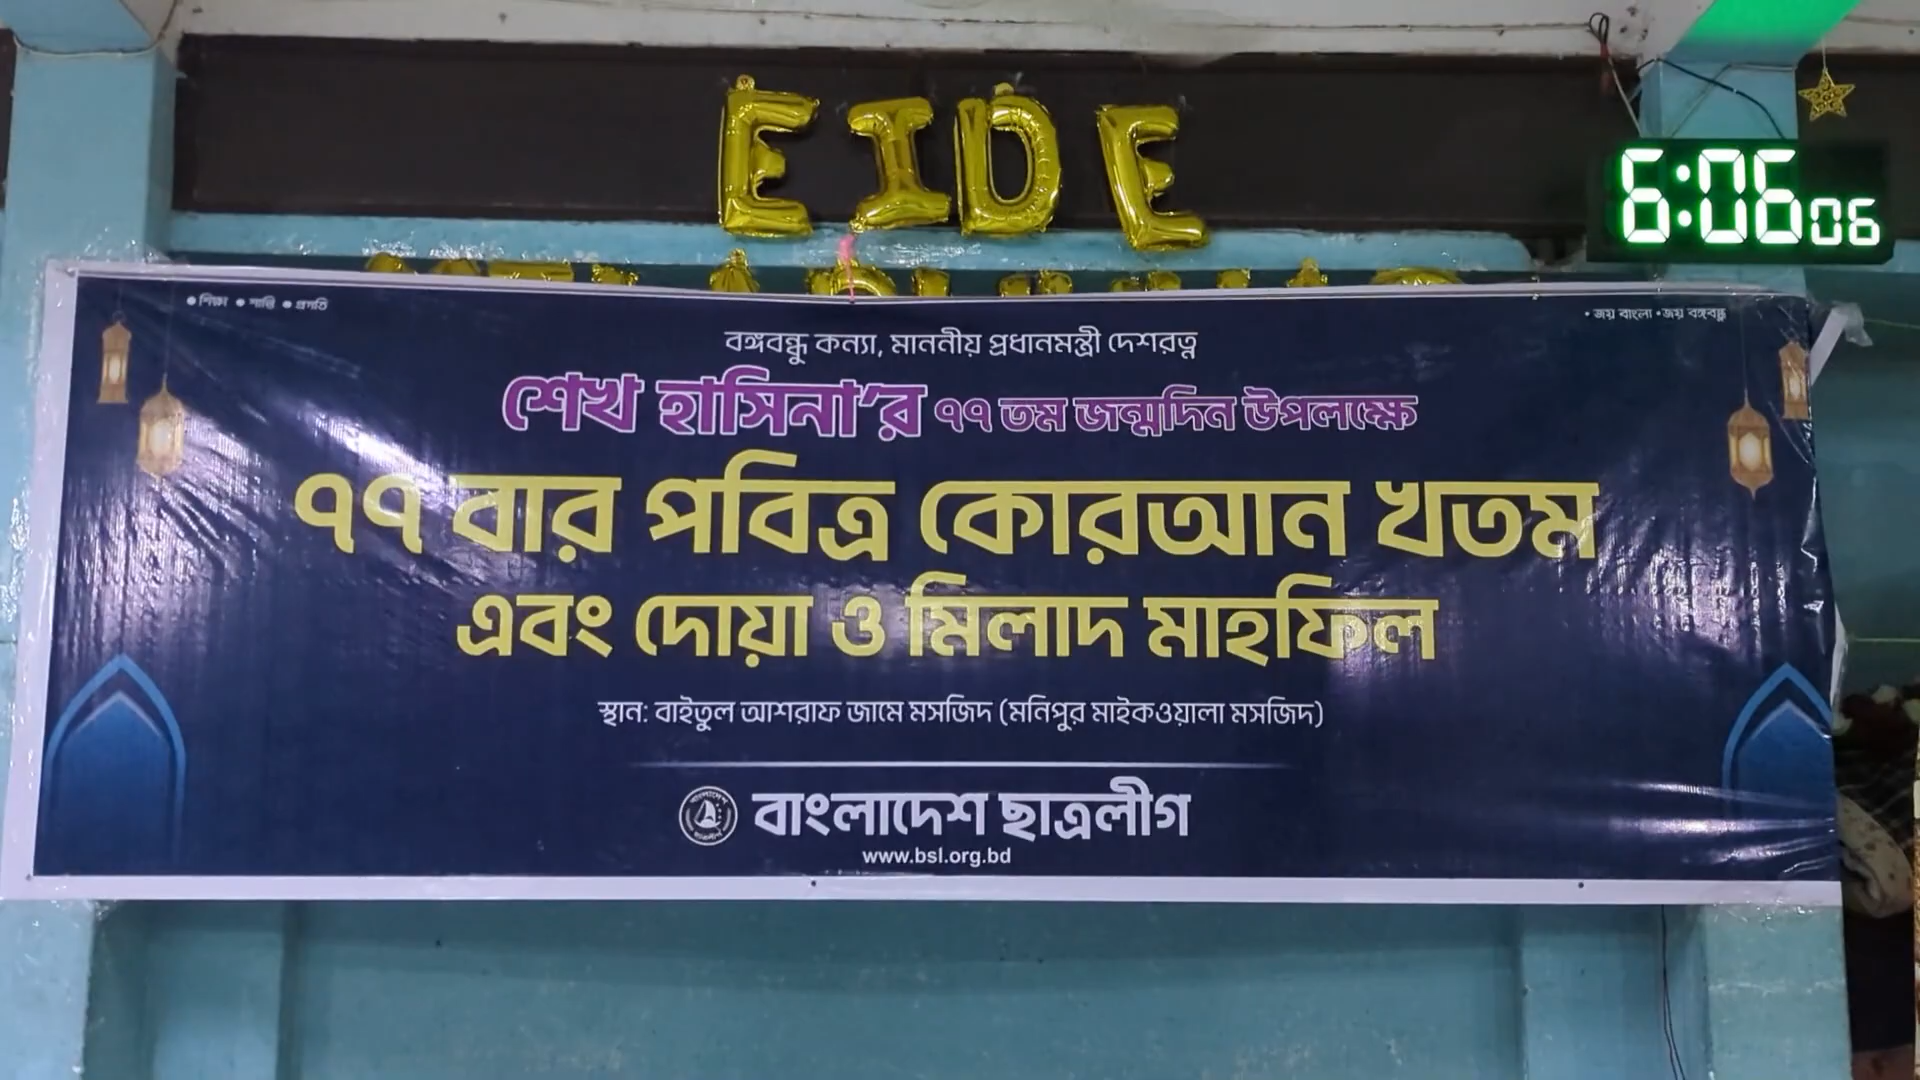 EIDE
6:06 06
• শিক্ষা • শান্তি • প্রগতি
• জয় বাংলা • জয় বঙ্গবন্ধু
বঙ্গবন্ধু কন্যা, মাননীয় প্রধানমন্ত্রী দেশরত্ন
শেখ হাসিনা’র ৭৭ তম জন্মদিন উপলক্ষে
৭৭ বার পবিত্র কোরআন খতম
এবং দোয়া ও মিলাদ মাহফিল
স্থান: বাইতুল আশরাফ জামে মসজিদ (মনিপুর মাইকওয়ালা মসজিদ)
বাংলাদেশ ছাত্রলীগ
www.bsl.org.bd